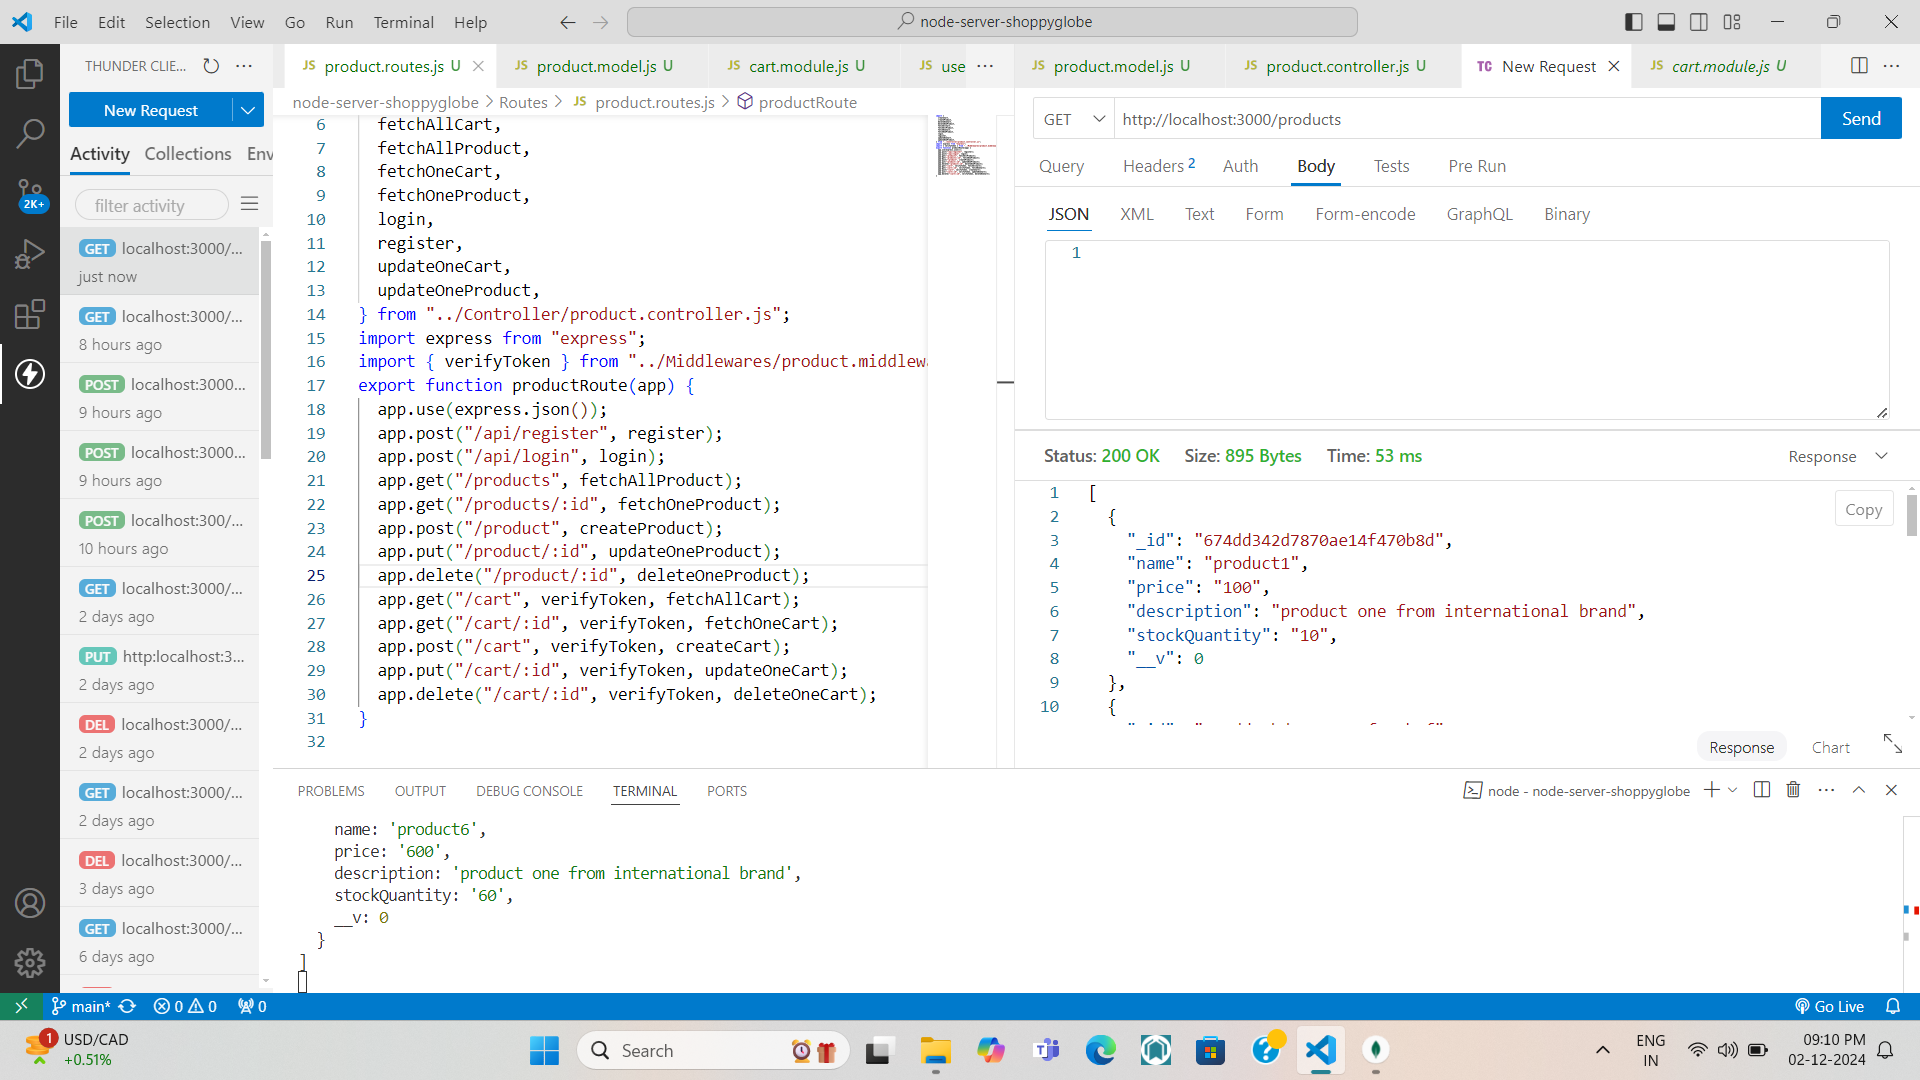 File Edit Selection View Go Run Terminal Help
node-server-shoppyglobe
THUNDER CLIE...
New Request
Activity Collections Env
filter activity
2K+
GET localhost:3000/...
just now
GET localhost:3000/...
8 hours ago
POST localhost:3000...
9 hours ago
POST localhost:3000...
9 hours ago
POST localhost:300/...
10 hours ago
GET localhost:3000/...
2 days ago
PUT http:localhost:3...
2 days ago
DEL localhost:3000/...
2 days ago
GET localhost:3000/...
2 days ago
DEL localhost:3000/...
3 days ago
GET localhost:3000/...
6 days ago
JS product.routes.js U JS product.model.js U JS cart.module.js U JS use ...
node-server-shoppyglobe > Routes > JS product.routes.js > productRoute
6 fetchAllCart,
7 fetchAllProduct,
8 fetchOneCart,
9 fetchOneProduct,
10 login,
11 register,
12 updateOneCart,
13 updateOneProduct,
14 } from "../Controller/product.controller.js";
15 import express from "express";
16 import { verifyToken } from "../Middlewares/product.middlewa
17 export function productRoute(app) {
18 app.use(express.json());
19 app.post("/api/register", register);
20 app.post("/api/login", login);
21 app.get("/products", fetchAllProduct);
22 app.get("/products/:id", fetchOneProduct);
23 app.post("/product", createProduct);
24 app.put("/product/:id", updateOneProduct);
25 app.delete("/product/:id", deleteOneProduct);
26 app.get("/cart", verifyToken, fetchAllCart);
27 app.get("/cart/:id", verifyToken, fetchOneCart);
28 app.post("/cart", verifyToken, createCart);
29 app.put("/cart/:id", verifyToken, updateOneCart);
30 app.delete("/cart/:id", verifyToken, deleteOneCart);
31 }
32
JS product.model.js U JS product.controller.js U TC New Request JS cart.module.js U
GET http://localhost:3000/products Send
Query Headers 2 Auth Body Tests Pre Run
JSON XML Text Form Form-encode GraphQL Binary
1
Status: 200 OK Size: 895 Bytes Time: 53 ms Response
Copy
1 [
2 {
3 "_id": "674dd342d7870ae14f470b8d",
4 "name": "product1",
5 "price": "100",
6 "description": "product one from international brand",
7 "stockQuantity": "10",
8 "__v": 0
9 },
10 {
Response Chart
PROBLEMS OUTPUT DEBUG CONSOLE TERMINAL PORTS
node - node-server-shoppyglobe
name: 'product6',
price: '600',
description: 'product one from international brand',
stockQuantity: '60',
__v: 0
}
]
main* 0 0 0 Go Live
1 USD/CAD
+0.51%
Search
ENG
IN
09:10 PM
02-12-2024